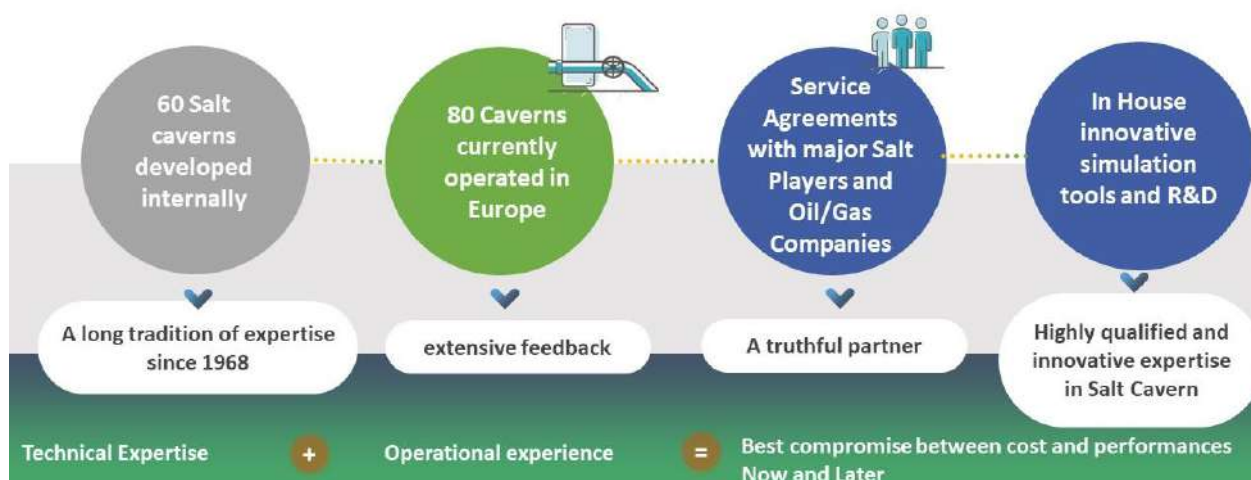 60 Salt
caverns
developed
internally
80 Caverns
currently
operated in
Europe
Service
Agreements
with major Salt
Players and
Oil/Gas
Companies
In House
innovative
simulation
tools and R&D
A long tradition of expertise
since 1968
extensive feedback
A truthful partner
Highly qualified and
innovative expertise
in Salt Cavern
Technical Expertise
+
Operational experience
=
Best compromise between cost and performances
Now and Later